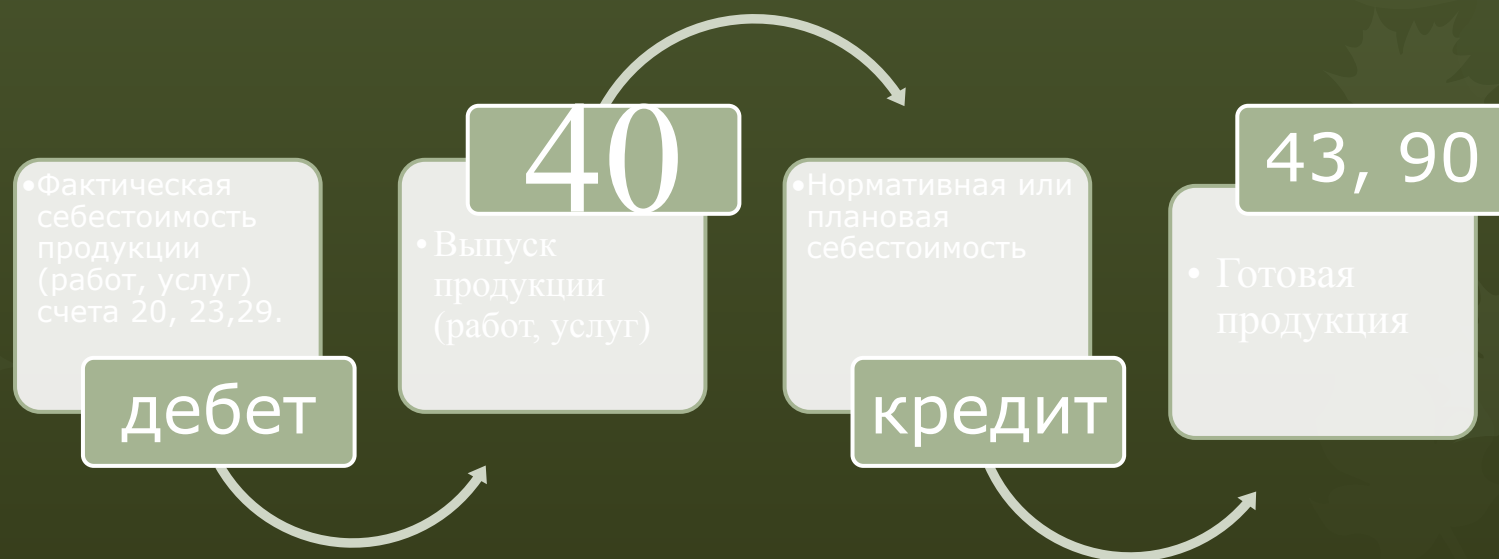 •Фактическая
себестоимость
продукции
(работ, услуг)
счета 20, 23,29.
дебет
40
• Выпуск
продукции
(работ, услуг)
•Нормативная или
плановая
себестоимость
кредит
43, 90
• Готовая
продукция